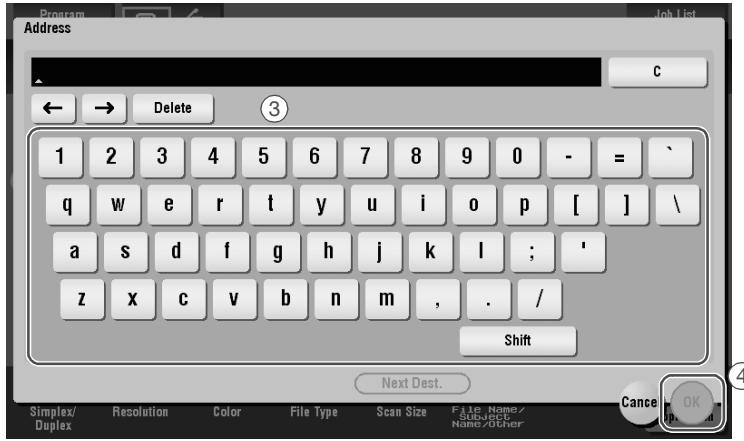 Program
Job List
Address
C
← → Delete
③
1 2 3 4 5 6 7 8 9 0 - = `
q w e r t y u i o p [ ] \
a s d f g h j k l ; '
z x c v b n m , . /
Shift
Next Dest.
④
Cancel
OK
Simplex/
Duplex
Resolution
Color
File Type
Scan Size
File Name/
Subject
Name/Other